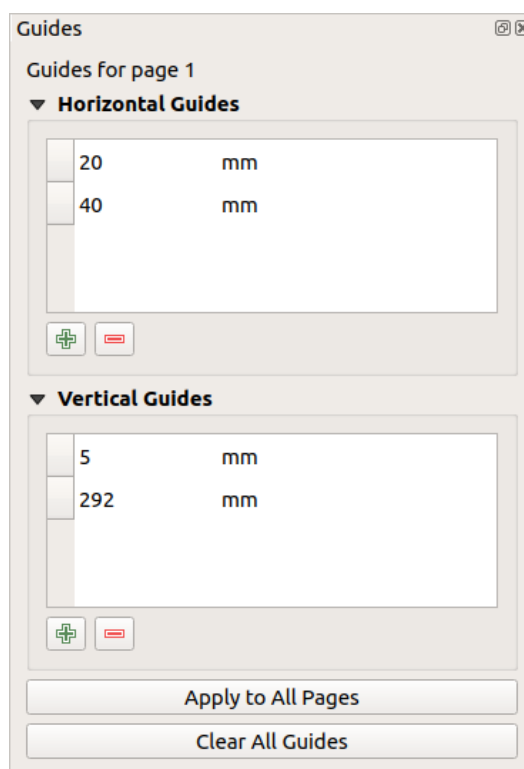 Guides
Guides for page 1
Horizontal Guides
20 mm
40 mm
Vertical Guides
5 mm
292 mm
Apply to All Pages
Clear All Guides